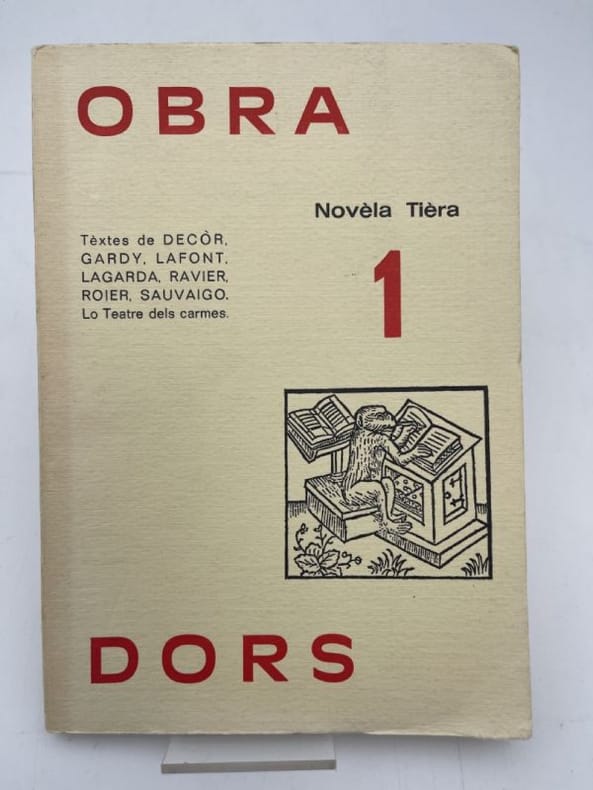 OBRA
Novèla Tièra
1
Tèxtes de DECÒR,
GARDY, LAFONT,
LAGARDA, RAVIER,
ROIER, SAUVAIGO.
Lo Teatre dels carmes.
DORS